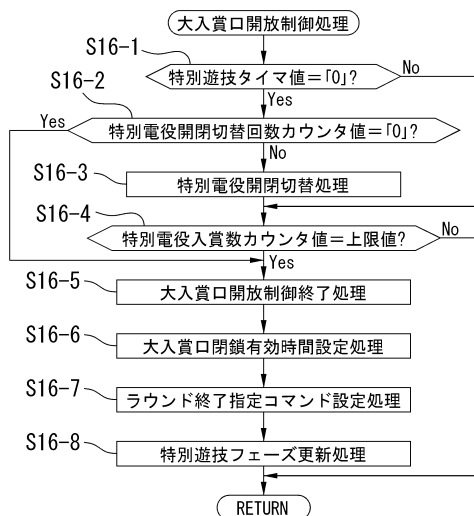 大入賞口開放制御処理
S16-1
No
特別遊技タイマ値=｢0｣?
S16-2
Yes
Yes
特別電役開閉切替回数カウンタ値=｢0｣?
No
S16-3
特別電役開閉切替処理
S16-4
特別電役入賞数カウンタ値=上限値?
No
Yes
S16-5
大入賞口開放制御終了処理
S16-6
大入賞口閉鎖有効時間設定処理
S16-7
ラウンド終了指定コマンド設定処理
S16-8
特別遊技フェーズ更新処理
RETURN